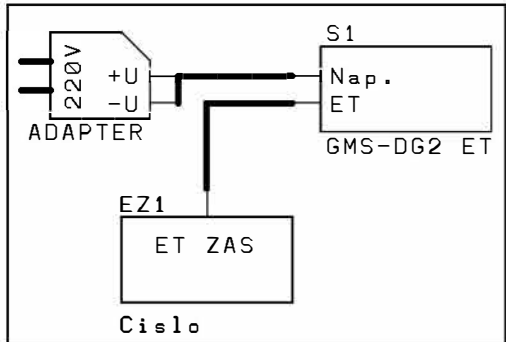 220V
+U
-U
ADAPTER
S1
Nap.
ET
GMS-DG2 ET
EZ1
ET ZAS
Cislo